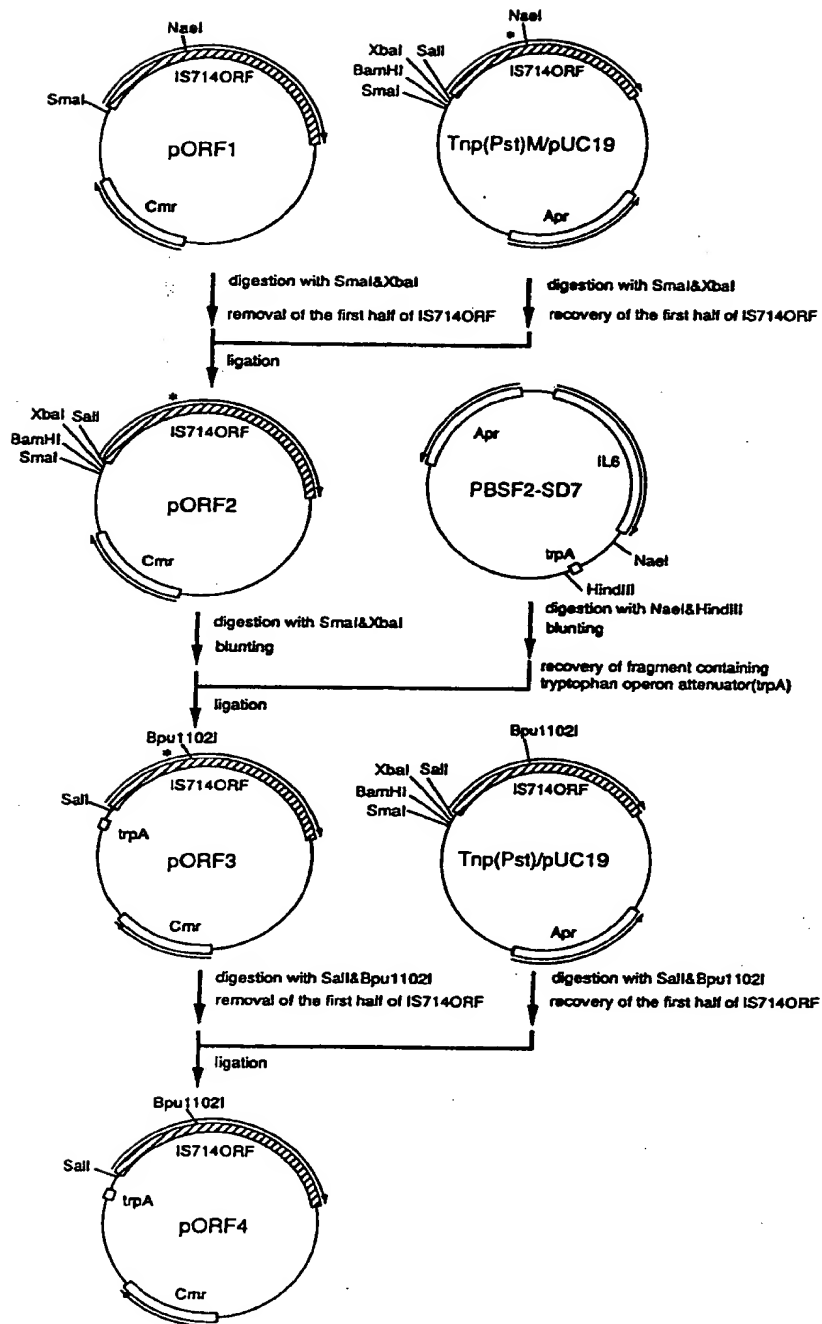 NaeI
IS714ORF
SmaI
pORF1
Cmr
NaeI
*
XbaI SalI
BamHI
SmaI
IS714ORF
Tnp(Pst)M/pUC19
Apr
digestion with SmaI&XbaI
removal of the first half of IS714ORF
digestion with SmaI&XbaI
recovery of the first half of IS714ORF
ligation
*
XbaI SalI
BamHI
SmaI
IS714ORF
pORF2
Cmr
Apr
IL6
PBSF2-SD7
trpA
NaeI
HindIII
digestion with SmaI&XbaI
blunting
digestion with NaeI&HindIII
blunting
recovery of fragment containing
tryptophan operon attenuator(trpA)
ligation
Bpu1102I
*
IS714ORF
SalI
trpA
pORF3
Cmr
Bpu1102I
XbaI SalI
BamHI
SmaI
IS714ORF
Tnp(Pst)/pUC19
Apr
digestion with SalI&Bpu1102I
removal of the first half of IS714ORF
digestion with SalI&Bpu1102I
recovery of the first half of IS714ORF
ligation
Bpu1102I
IS714ORF
SalI
trpA
pORF4
Cmr